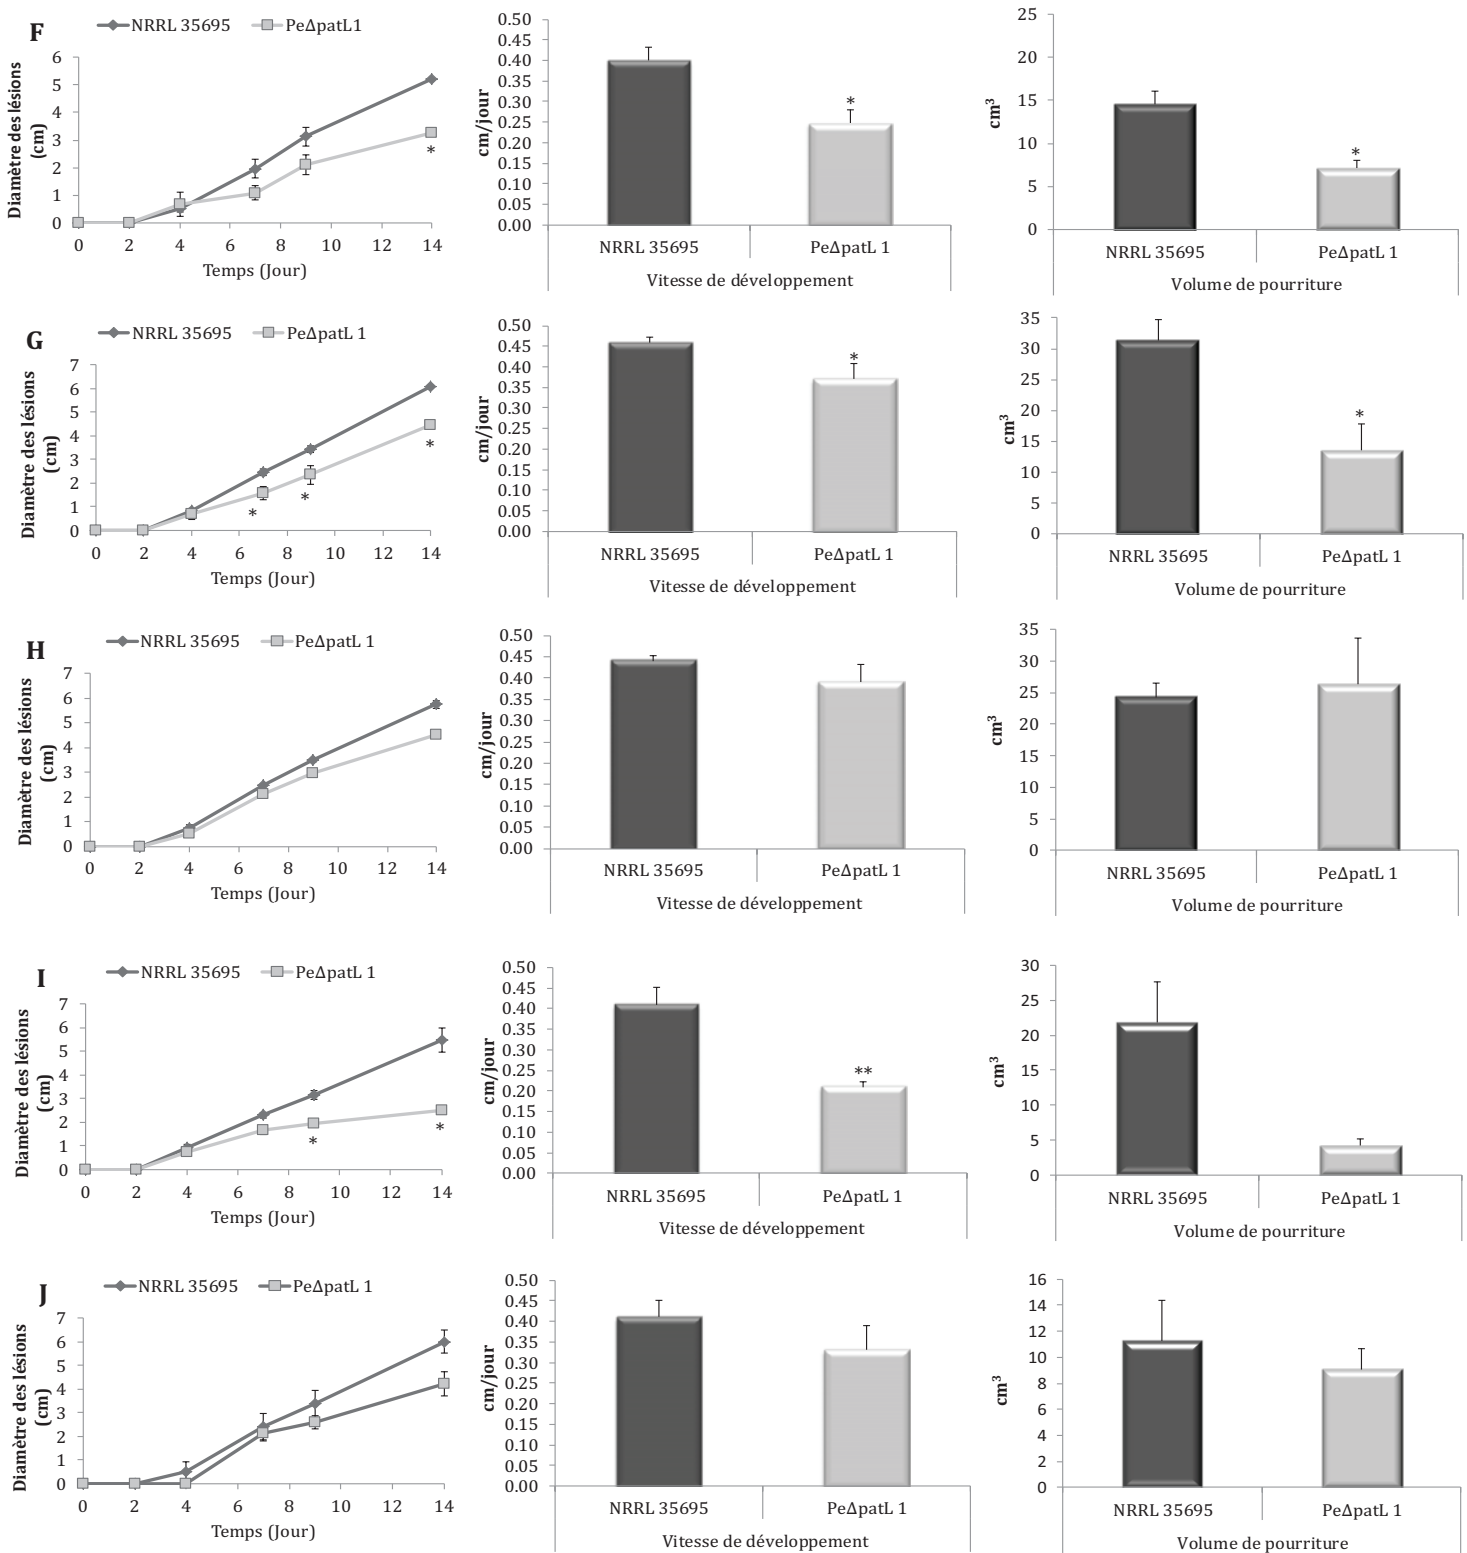 F
NRRL 35695 PeΔpatL1
Diamètre des lésions
(cm)
6
5
4
3
2
1
0
*
0 2 4 6 8 10 12 14
Temps (Jour)
cm/jour
0.50
0.45
0.40
0.35
0.30
0.25
0.20
0.15
0.10
0.05
0.00
*
NRRL 35695 PeΔpatL 1
Vitesse de développement
cm³
25
20
15
10
5
0
*
NRRL 35695 PeΔpatL 1
Volume de pourriture
G
NRRL 35695 PeΔpatL 1
Diamètre des lésions
(cm)
7
6
5
4
3
2
1
0
* * *
0 2 4 6 8 10 12 14
Temps (Jour)
cm/jour
0.50
0.45
0.40
0.35
0.30
0.25
0.20
0.15
0.10
0.05
0.00
*
NRRL 35695 PeΔpatL 1
Vitesse de développement
cm³
35
30
25
20
15
10
5
0
*
NRRL 35695 PeΔpatL 1
Volume de pourriture
H
NRRL 35695 PeΔpatL 1
Diamètre des lésions
(cm)
7
6
5
4
3
2
1
0
0 2 4 6 8 10 12 14
Temps (Jour)
cm/jour
0.50
0.45
0.40
0.35
0.30
0.25
0.20
0.15
0.10
0.05
0.00
NRRL 35695 PeΔpatL 1
Vitesse de développement
cm³
35
30
25
20
15
10
5
0
NRRL 35695 PeΔpatL 1
Volume de pourriture
I
NRRL 35695 PeΔpatL 1
Diamètre des lésions
(cm)
7
6
5
4
3
2
1
0
* *
0 2 4 6 8 10 12 14
Temps (Jour)
cm/jour
0.50
0.45
0.40
0.35
0.30
0.25
0.20
0.15
0.10
0.05
0.00
**
NRRL 35695 PeΔpatL 1
Vitesse de développement
cm³
30
25
20
15
10
5
0
NRRL 35695 PeΔpatL 1
Volume de pourriture
J
NRRL 35695 PeΔpatL 1
Diamètre des lésions
(cm)
7
6
5
4
3
2
1
0
0 2 4 6 8 10 12 14
Temps (Jour)
cm/jour
0.50
0.45
0.40
0.35
0.30
0.25
0.20
0.15
0.10
0.05
0.00
NRRL 35695 PeΔpatL 1
Vitesse de développement
cm³
16
14
12
10
8
6
4
2
0
NRRL 35695 PeΔpatL 1
Volume de pourriture